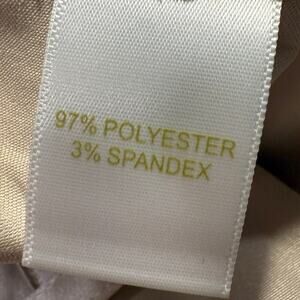 97% POLYESTER
3% SPANDEX